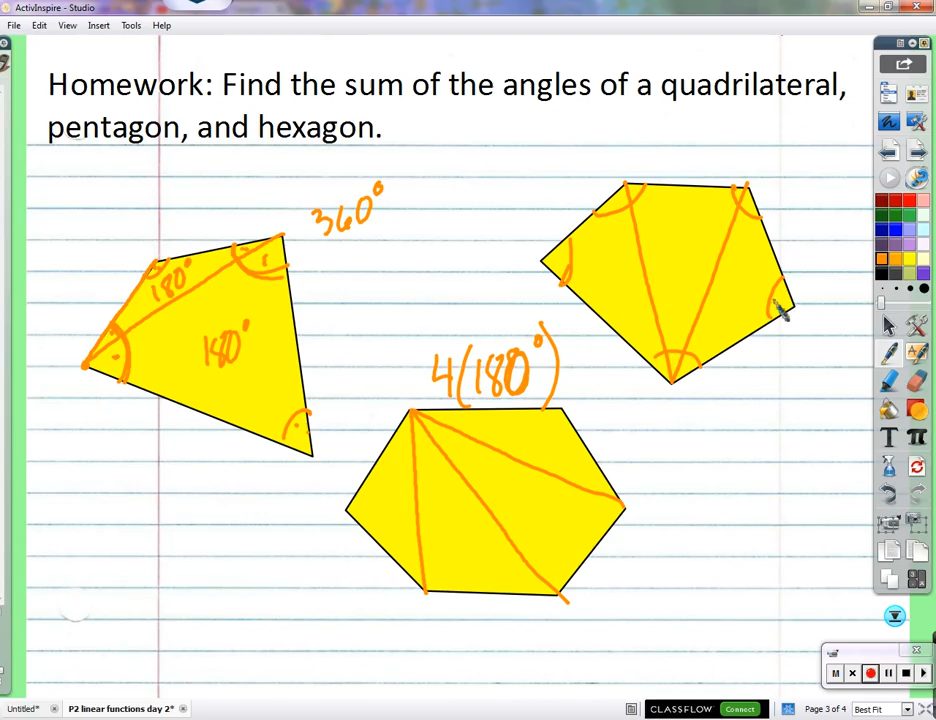 ActivInspire - Studio
File Edit View Insert Tools Help
Homework: Find the sum of the angles of a quadrilateral,
pentagon, and hexagon.
360°
180°
180°
4(180°)
T π
M
Untitled* P2 linear functions day 2* CLASSFLOW Connect Page 3 of 4 Best Fit